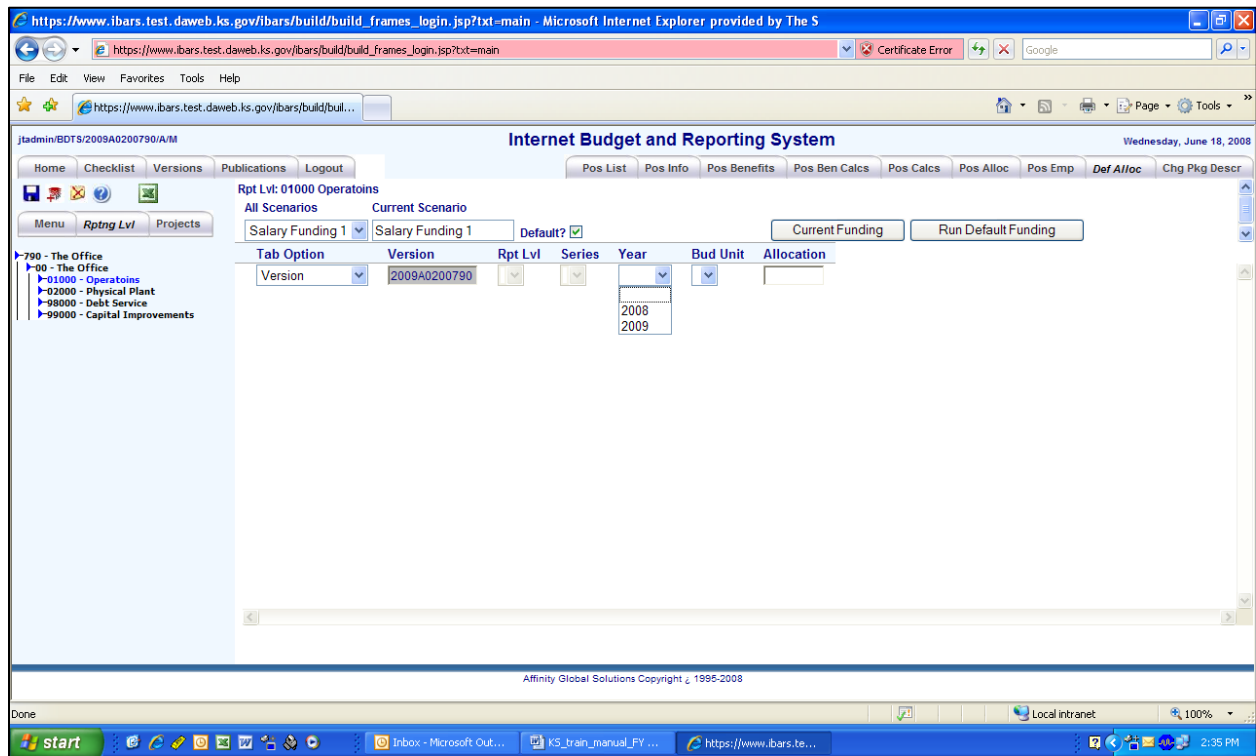 https://www.ibars.test.daweb.ks.gov/ibars/build/build_frames_login.jsp?txt=main - Microsoft Internet Explorer provided by The S
https://www.ibars.test.daweb.ks.gov/ibars/build/build_frames_login.jsp?txt=main Certificate Error Google
File Edit View Favorites Tools Help
https://www.ibars.test.daweb.ks.gov/ibars/build/buil... Page Tools »
jtadmin/BDTS/2009A0200790/A/M Internet Budget and Reporting System Wednesday, June 18, 2008
Home Checklist Versions Publications Logout Pos List Pos Info Pos Benefits Pos Ben Calcs Pos Calcs Pos Alloc Pos Emp Def Alloc Chg Pkg Descr
Rpt Lvl: 01000 Operatoins
All Scenarios Current Scenario
Menu Rptng Lvl Projects Salary Funding 1 Salary Funding 1 Default? Current Funding Run Default Funding
Tab Option Version Rpt Lvl Series Year Bud Unit Allocation
Version 2009A0200790
2008
2009
790 - The Office
00 - The Office
01000 - Operatoins
02000 - Physical Plant
98000 - Debt Service
99000 - Capital Improvements
Affinity Global Solutions Copyright ¿ 1995-2008
Done Local intranet 100%
start Inbox - Microsoft Out... KS_train_manual_FY ... https://www.ibars.te... 2:35 PM